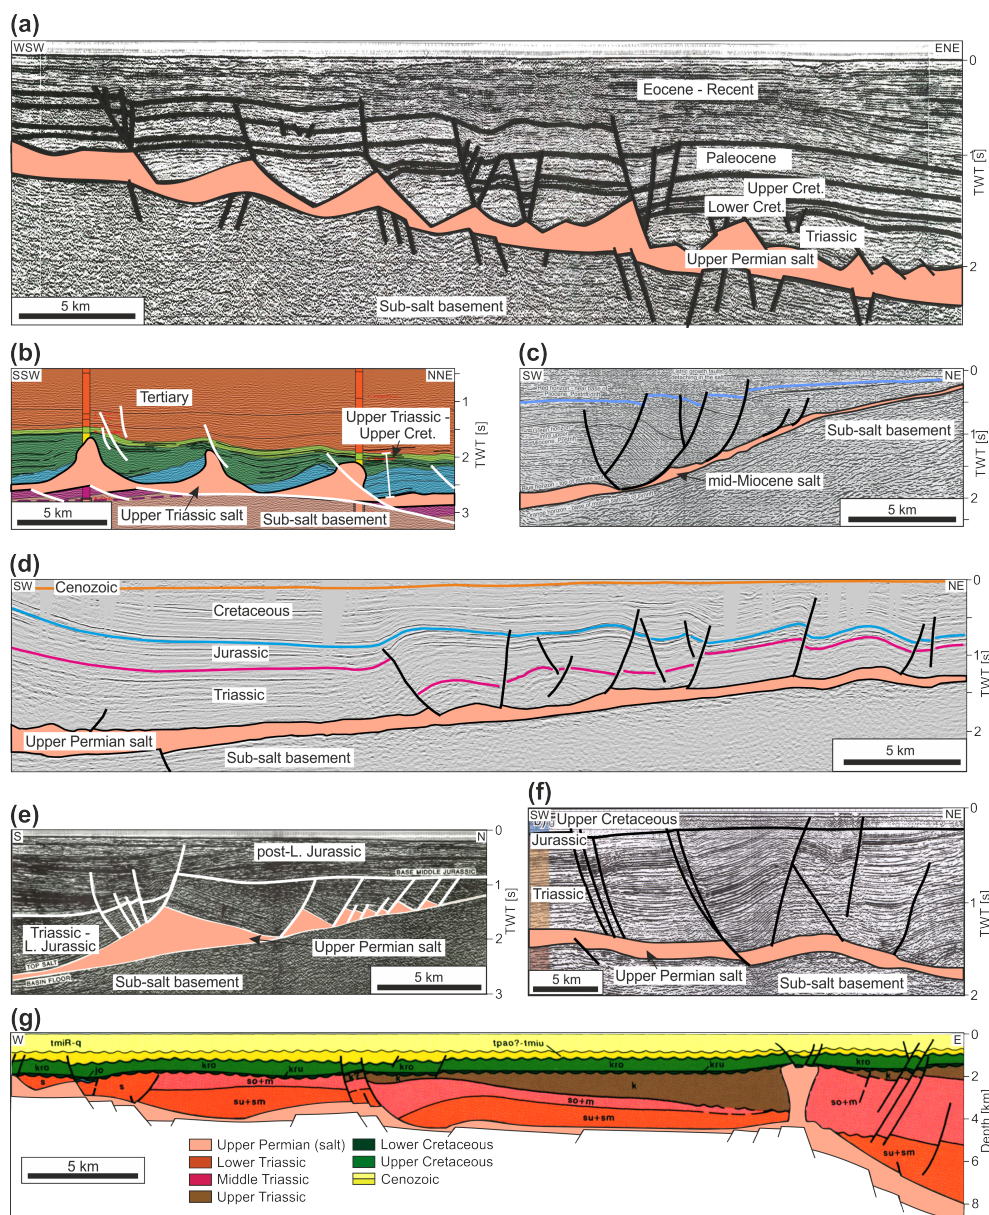 (a)
WSW
ENE
0
Eocene - Recent
Paleocene
1
TWT [s]
Upper Cret.
Lower Cret.
Triassic
Upper Permian salt
2
Sub-salt basement
5 km
(b)
SSW
NNE
Tertiary
Upper Triassic -
Upper Cret.
0
1
2
3
TWT [s]
5 km
Upper Triassic salt
Sub-salt basement
(c)
SW
NE
0
1
2
TWT [s]
Sub-salt basement
mid-Miocene salt
5 km
(d)
SW
NE
Cenozoic
Cretaceous
Jurassic
Triassic
Upper Permian salt
Sub-salt basement
0
1
2
TWT [s]
5 km
(e)
S
N
post-L. Jurassic
BASE MIDDLE JURASSIC
Triassic -
L. Jurassic
TOP SALT
BASIN FLOOR
Upper Permian salt
Sub-salt basement
0
1
2
3
TWT [s]
5 km
(f)
SW
NE
Upper Cretaceous
Jurassic
Triassic
Upper Permian salt
Sub-salt basement
0
1
2
TWT [s]
5 km
(g)
W
E
tmiR-q
tpao?-tmiu
kro
jo
kro
kru
kro
kro
kru
kro
s
s
so+m
k
k
k
su+sm
so+m
su+sm
so+m
su+sm
0
2
4
6
8
Depth [km]
Upper Permian (salt)
Lower Triassic
Middle Triassic
Upper Triassic
Lower Cretaceous
Upper Cretaceous
Cenozoic
5 km